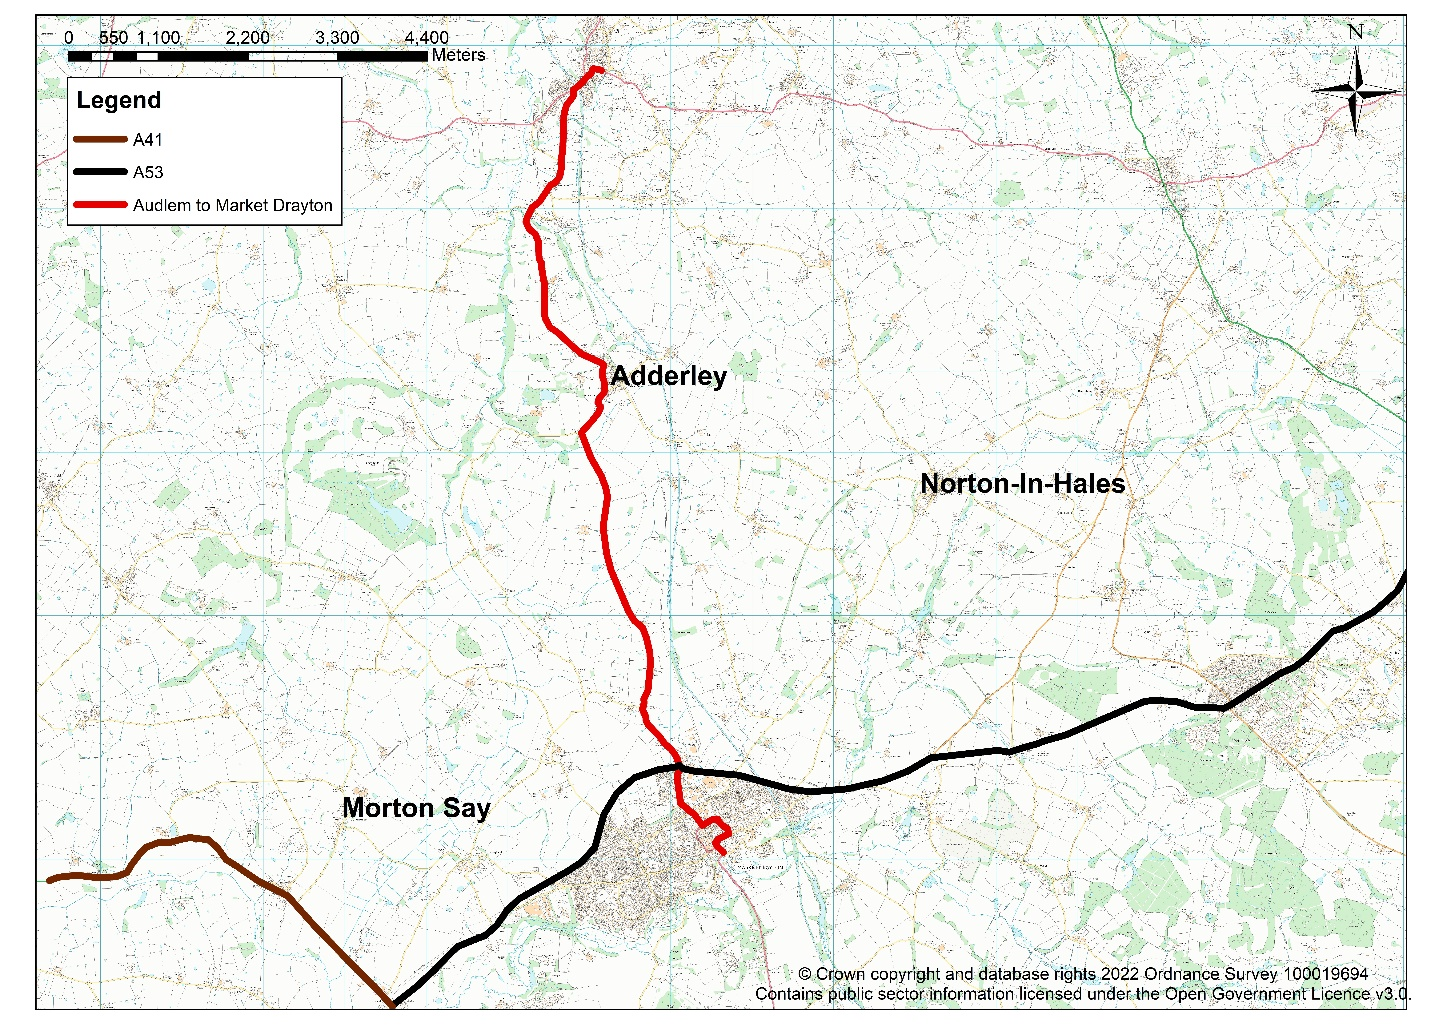 0 550 1,100 2,200 3,300 4,400
Meters
N
Legend
A41
A53
Audlem to Market Drayton
Adderley
Norton-In-Hales
Morton Say
© Crown copyright and database rights 2022 Ordnance Survey 100019694
Contains public sector information licensed under the Open Government Licence v3.0.